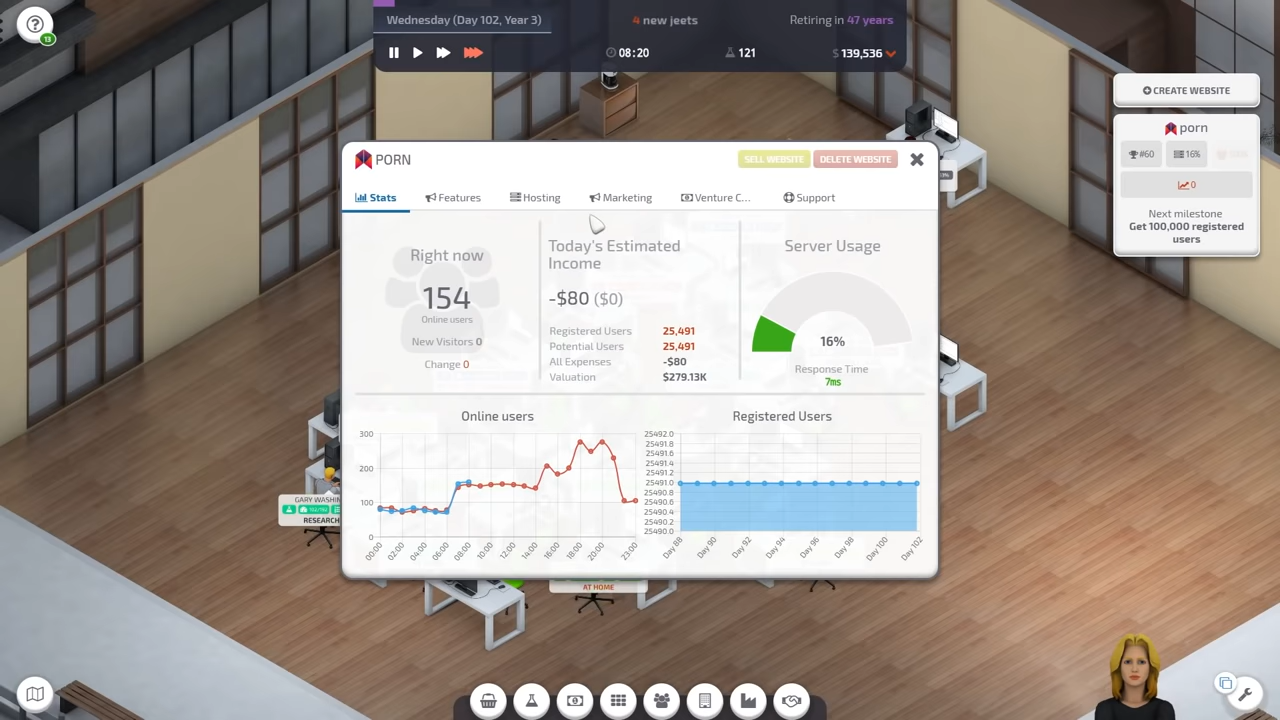 Wednesday (Day 102, Year 3)
4 new jeets
Retiring in 47 years
08:20
121
$ 139,536
13
CREATE WEBSITE
porn
#60
16%
0
Next milestone
Get 100,000 registered
users
PORN
SELL WEBSITE
DELETE WEBSITE
Stats
Features
Hosting
Marketing
Venture C...
Support
Right now
154
Online users
New Visitors 0
Change 0
Today's Estimated
Income
-$80 ($0)
Registered Users 25,491
Potential Users 25,491
All Expenses -$80
Valuation $279.13K
Server Usage
16%
Response Time
7ms
Online users
300
200
100
0
00:00
02:00
04:00
06:00
08:00
10:00
12:00
14:00
16:00
18:00
20:00
23:00
Registered Users
25492.0
25491.8
25491.6
25491.4
25491.2
25491.0
25490.8
25490.6
25490.4
25490.2
25490.0
Day 88
Day 90
Day 92
Day 94
Day 96
Day 98
Day 100
Day 102
GARY WASHIN
RESEARCH
AT HOME